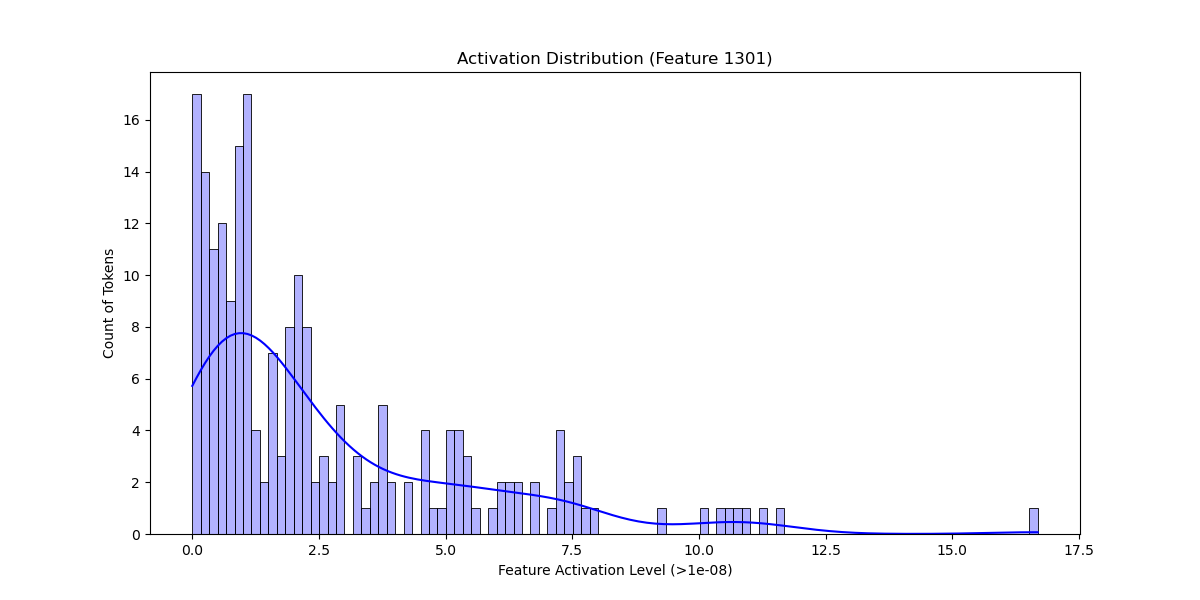 Activation Distribution (Feature 1301)
Count of Tokens
16
14
12
10
8
6
4
2
0
0.0 2.5 5.0 7.5 10.0 12.5 15.0 17.5
Feature Activation Level (>1e-08)